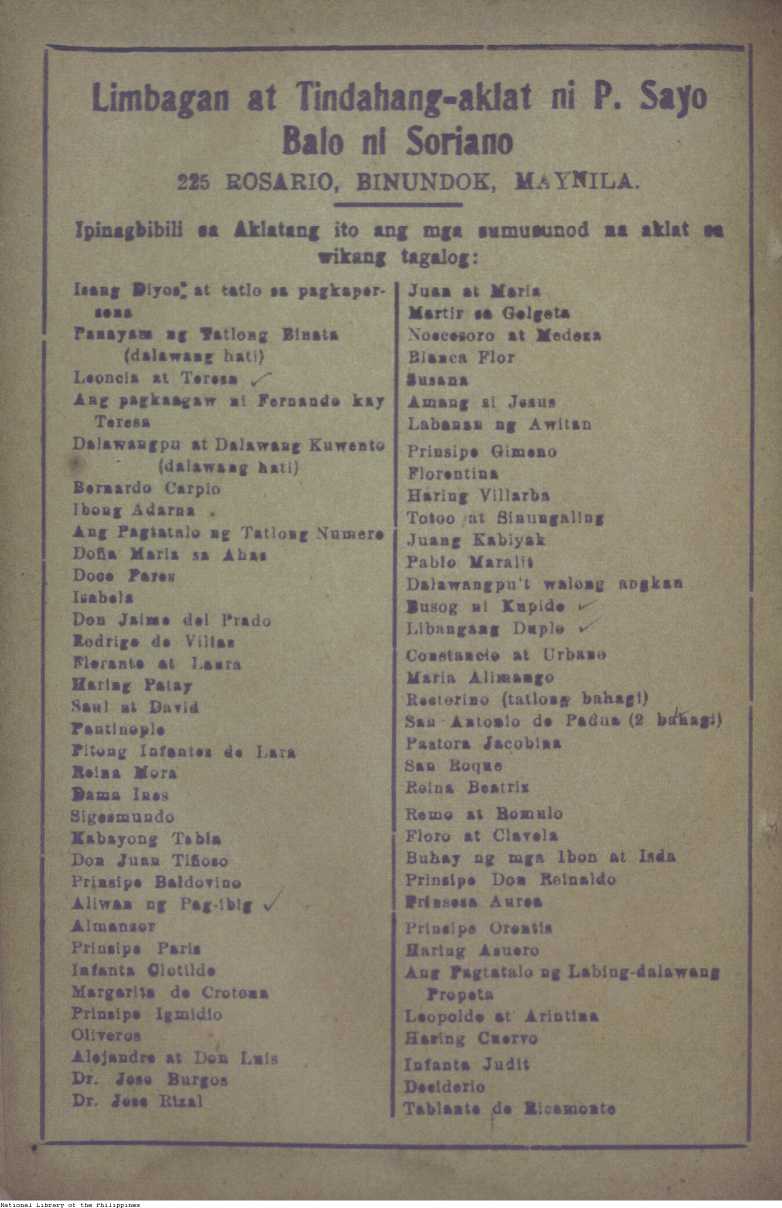 Limbagan at Tindahang-aklat ni P. Sayo
Balo ni Soriano
225 ROSARIO, BINUNDOK, MAYNILA.
Ipinagbibili sa Aklatang ito ang mga sumusunod na aklat sa
wikang tagalog:
Isang Diyos at tatlo sa pagkaper-
sona
Panayam ng Tatlong Binata
(dalawang hati)
Leoncia at Teresa
Ang pagkaagaw ni Fernando kay
Teresa
Dalawangpu at Dalawang Kuwento
(dalawang hati)
Bernardo Carpio
Ibong Adarna
Ang Pagtatalo ng Tatlong Numero
Doña Maria sa Ahas
Doce Pares
Isabela
Don Jaime del Prado
Rodrigo de Villas
Florante at Laura
Haring Patay
Saul at David
Pantinople
Pitong Infantes de Lara
Reina Mora
Dama Ines
Sigesmundo
Kabayong Tabla
Don Juan Tiñoso
Prinsipe Baldovino
Aliwan ng Pag-ibig
Almansor
Prinsipe Paris
Infanta Clotilde
Margarita de Crotona
Prinsipe Igmidio
Oliveros
Alejandre at Don Luis
Dr. Jose Burgos
Dr. Jose Rizal
Juan at Maria
Martir sa Golgota
Noscesoro at Medesa
Blanca Flor
Susana
Amang si Jesus
Labanan ng Awitan
Prinsipe Gimeno
Florentina
Haring Villarba
Totoo at Sinungaling
Juang Kabiyak
Pablo Maralit
Dalawangpu't walong angkan
Busog ni Kupido
Libangang Duplo
Constancio at Urbano
Maria Alimango
Restorino (tatlong bahagi)
San Antonio de Padua (2 bahagi)
Pastora Jacobina
San Roque
Reina Beatris
Remo at Romulo
Floro at Clavela
Buhay ng mga Ibon at Isda
Prinsipe Don Reinaldo
Prinsesa Aurea
Prinsipe Orentis
Haring Asuero
Ang Pagtatalo ng Labing-dalawang
Propeta
Leopoldo at Arintina
Haring Cuervo
Infanta Judit
Desiderio
Tablante de Ricamonte
National Library of the Philippines